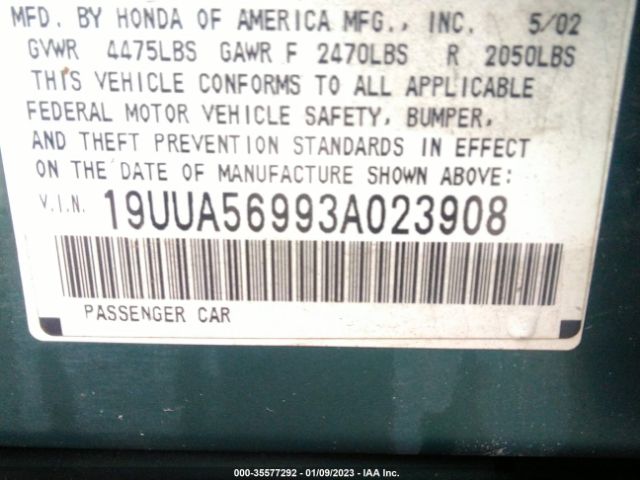 MFD. BY HONDA OF AMERICA MFG., INC. 5/02
GVWR 4475LBS GAWR F 2470LBS R 2050LBS
THIS VEHICLE CONFORMS TO ALL APPLICABLE
FEDERAL MOTOR VEHICLE SAFETY, BUMPER,
AND THEFT PREVENTION STANDARDS IN EFFECT
ON THE DATE OF MANUFACTURE SHOWN ABOVE:
V.I.N. 19UUA56993A023908
PASSENGER CAR
000-35577292 - 01/09/2023 - IAA Inc.